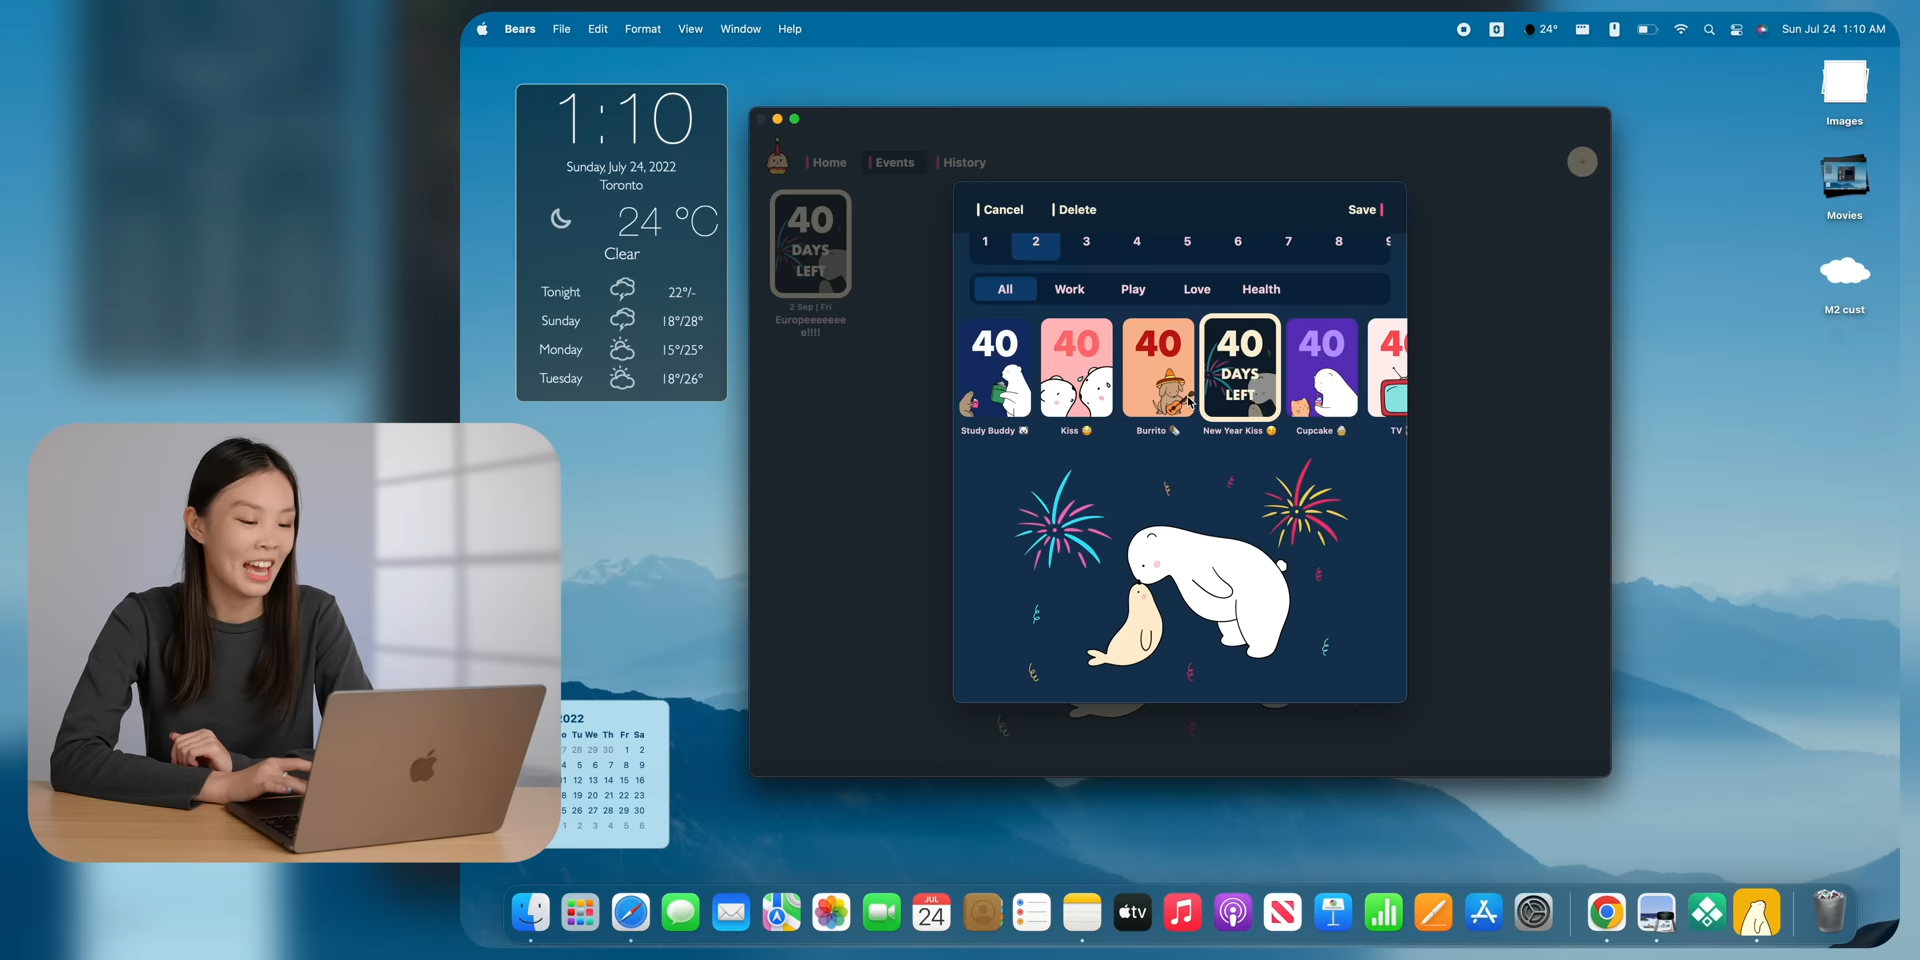 Bears File Edit Format View Window Help
24° Sun Jul 24 1:10 AM
1:10
Sunday, July 24, 2022
Toronto
24 °C
Clear
Tonight 22°/-
Sunday 18°/28°
Monday 15°/25°
Tuesday 18°/26°
Home Events History
40
DAYS
LEFT
2 Sep | Fri
Europeeeeeee
e!!!!
Cancel Delete Save
1 2 3 4 5 6 7 8
All Work Play Love Health
40 40 40 40 40
DAYS
LEFT
Study Buddy Kiss Burrito New Year Kiss Cupcake TV
Images
Movies
M2 cust
2022
Tu We Th Fr Sa
28 29 30 1 2
4 5 6 7 8 9
11 12 13 14 15 16
18 19 20 21 22 23
25 26 27 28 29 30
1 2 3 4 5 6
JUL
24
tv